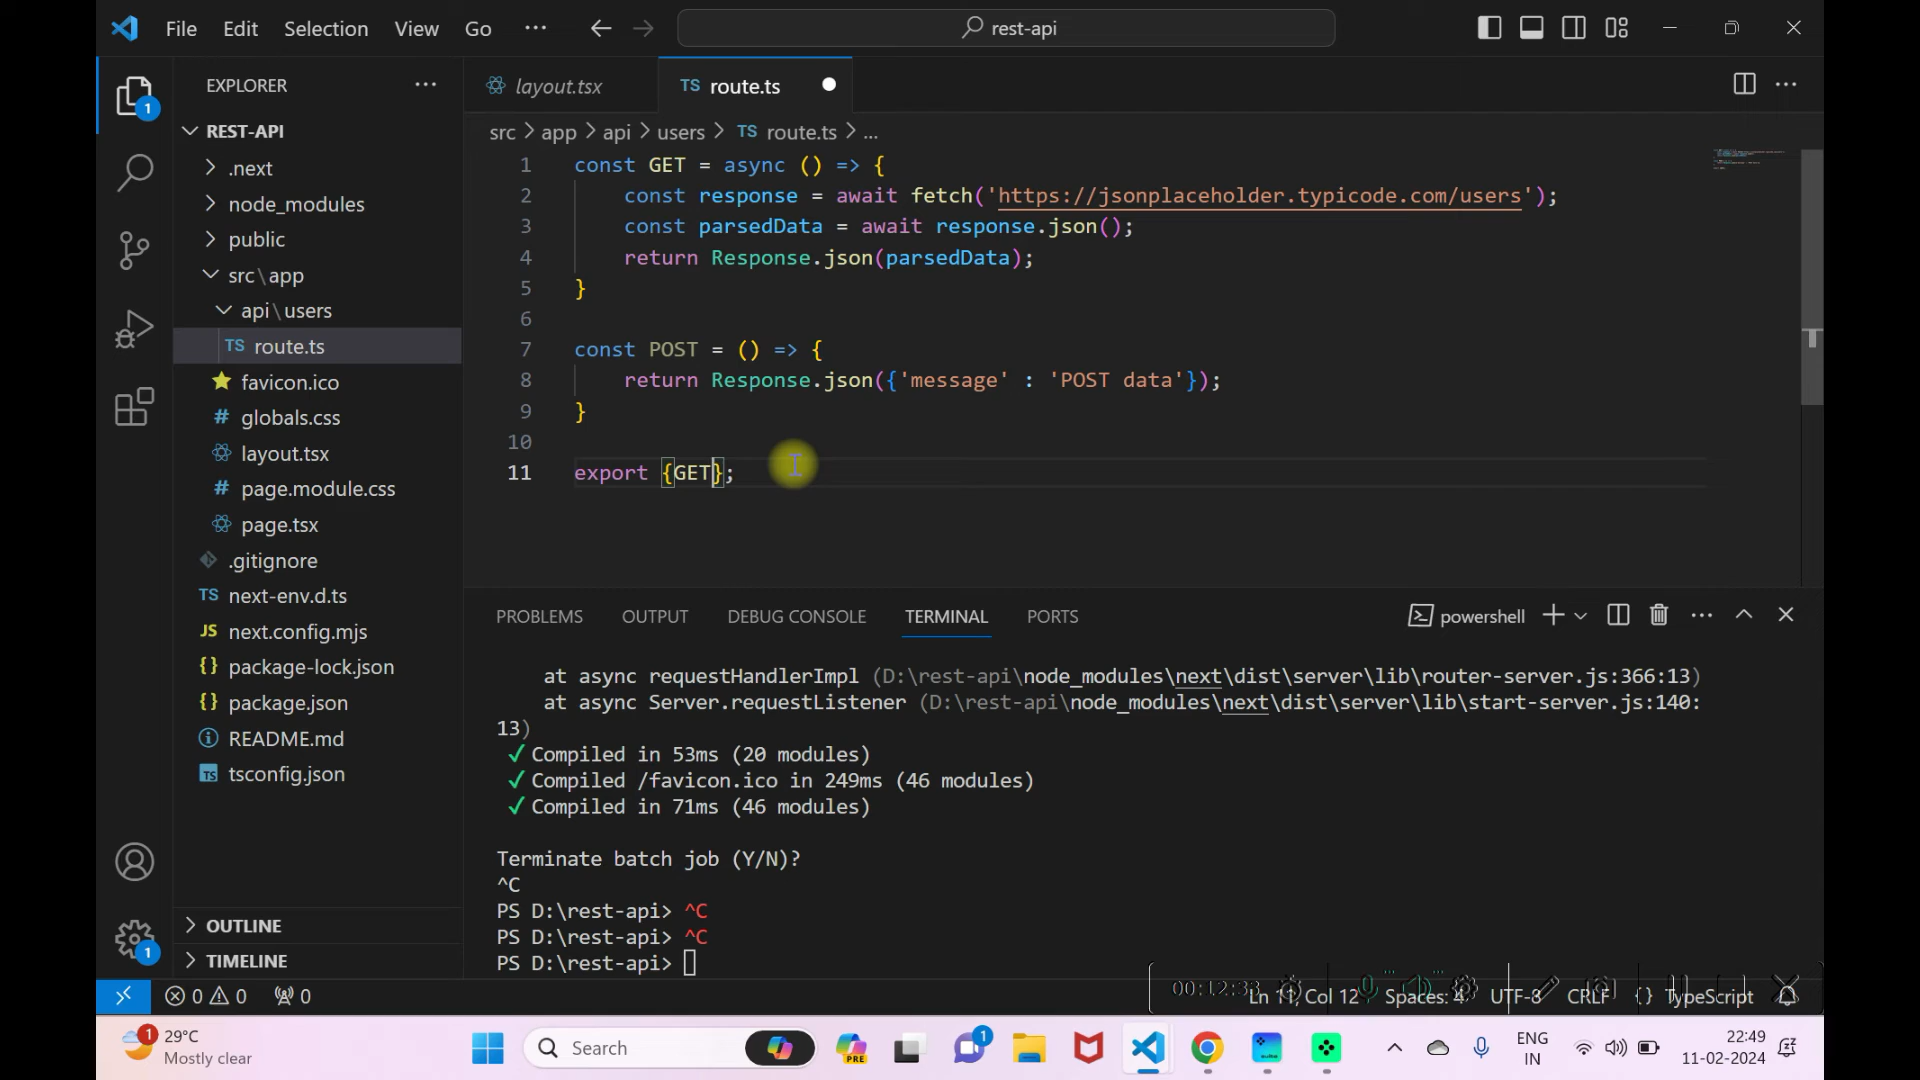 File Edit Selection View Go ··· rest-api
EXPLORER ···
layout.tsx
TS route.ts
REST-API
.next
node_modules
public
src\app
api\users
TS route.ts
favicon.ico
# globals.css
layout.tsx
# page.module.css
page.tsx
.gitignore
TS next-env.d.ts
JS next.config.mjs
{} package-lock.json
{} package.json
README.md
TS tsconfig.json
OUTLINE
TIMELINE
1
1
src > app > api > users > TS route.ts > ...
1 const GET = async () => {
2 const response = await fetch('https://jsonplaceholder.typicode.com/users');
3 const parsedData = await response.json();
4 return Response.json(parsedData);
5 }
6
7 const POST = () => {
8 return Response.json({'message' : 'POST data'});
9 }
10
11 export {GET};
PROBLEMS OUTPUT DEBUG CONSOLE TERMINAL PORTS
powershell
at async requestHandlerImpl (D:\rest-api\node_modules\next\dist\server\lib\router-server.js:366:13)
at async Server.requestListener (D:\rest-api\node_modules\next\dist\server\lib\start-server.js:140:
13)
✓ Compiled in 53ms (20 modules)
✓ Compiled /favicon.ico in 249ms (46 modules)
✓ Compiled in 71ms (46 modules)
Terminate batch job (Y/N)?
^C
PS D:\rest-api> ^C
PS D:\rest-api> ^C
PS D:\rest-api>
0 0 0
Ln 11, Col 12 Spaces: 4 UTF-8 CRLF {} TypeScript
1
29°C
Mostly clear
Search
PRE
1
ENG
IN
22:49
11-02-2024